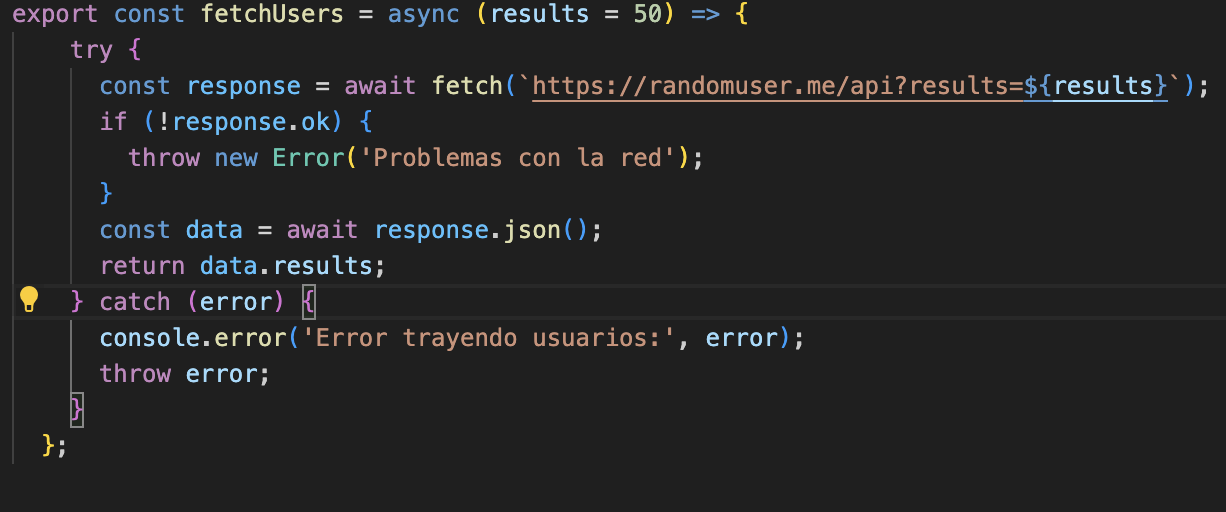 export const fetchUsers = async (results = 50) => {
try {
const response = await fetch(`https://randomuser.me/api?results=${results}`);
if (!response.ok) {
throw new Error('Problemas con la red');
}
const data = await response.json();
return data.results;
} catch (error) {
console.error('Error trayendo usuarios:', error);
throw error;
}
};